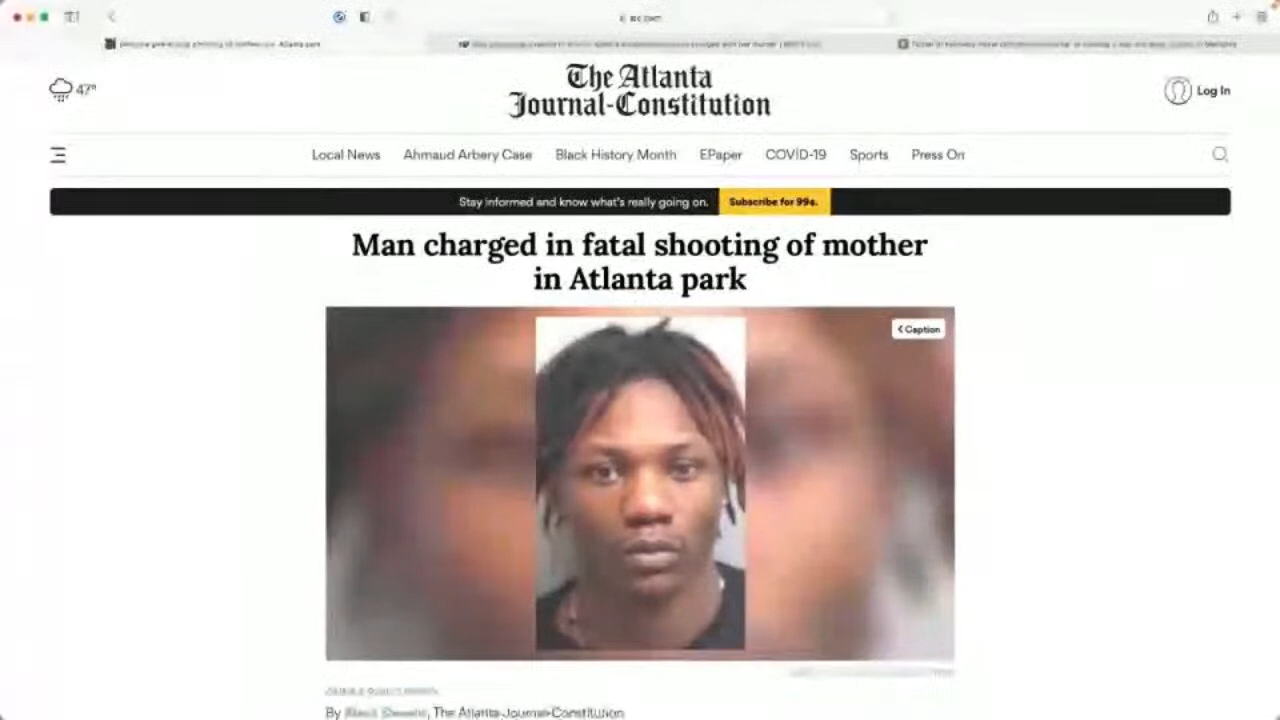 47°
The Atlanta
Journal-Constitution
Log In
Local News Ahmaud Arbery Case Black History Month EPaper COVID-19 Sports Press On
Stay informed and know what's really going on. Subscribe for 99¢.
Man charged in fatal shooting of mother
in Atlanta park
< Caption
By The Atlanta Journal-Constitution